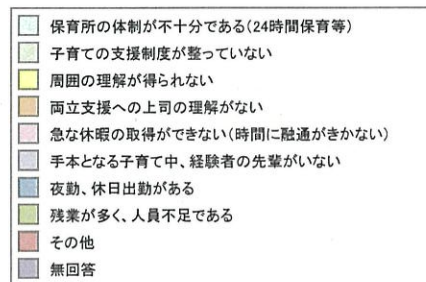 保育所の体制が不十分である(24時間保育等)
子育ての支援制度が整っていない
周囲の理解が得られない
両立支援への上司の理解がない
急な休暇の取得ができない(時間に融通がきかない)
手本となる子育て中、経験者の先輩がいない
夜勤、休日出勤がある
残業が多く、人員不足である
その他
無回答